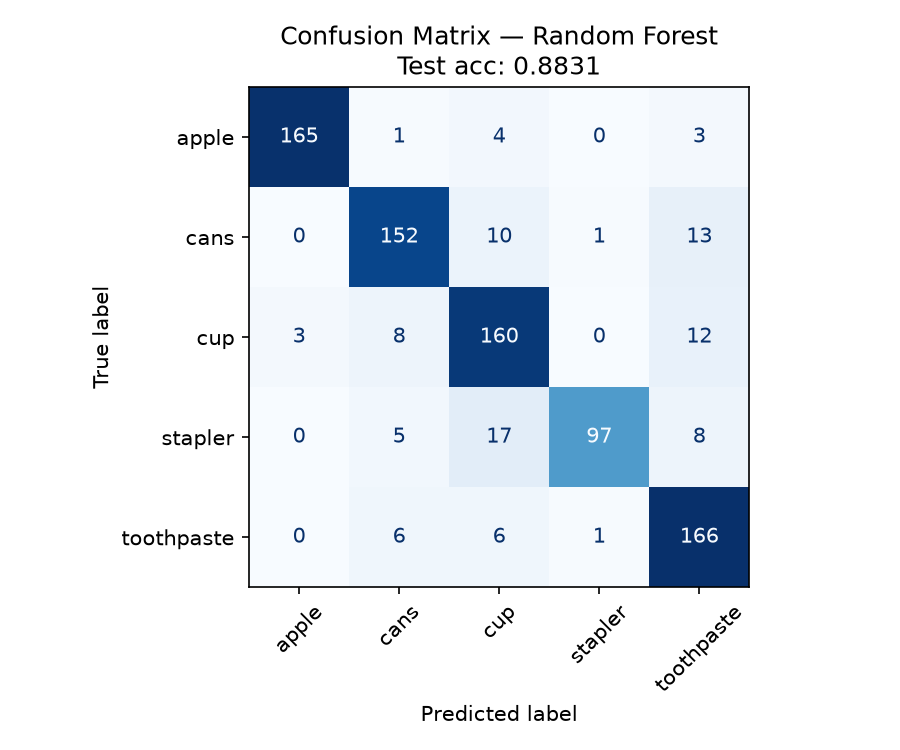 Confusion Matrix — Random Forest
Test acc: 0.8831
True label
apple 165 1 4 0 3
cans 0 152 10 1 13
cup 3 8 160 0 12
stapler 0 5 17 97 8
toothpaste 0 6 6 1 166
apple cans cup stapler toothpaste
Predicted label